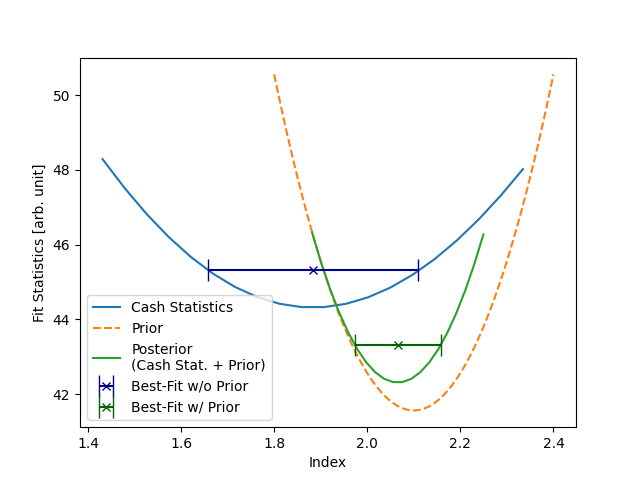 Fit Statistics [arb. unit]
50
48
46
44
42
Cash Statistics
Prior
Posterior
(Cash Stat. + Prior)
Best-Fit w/o Prior
Best-Fit w/ Prior
1.4 1.6 1.8 2.0 2.2 2.4
Index